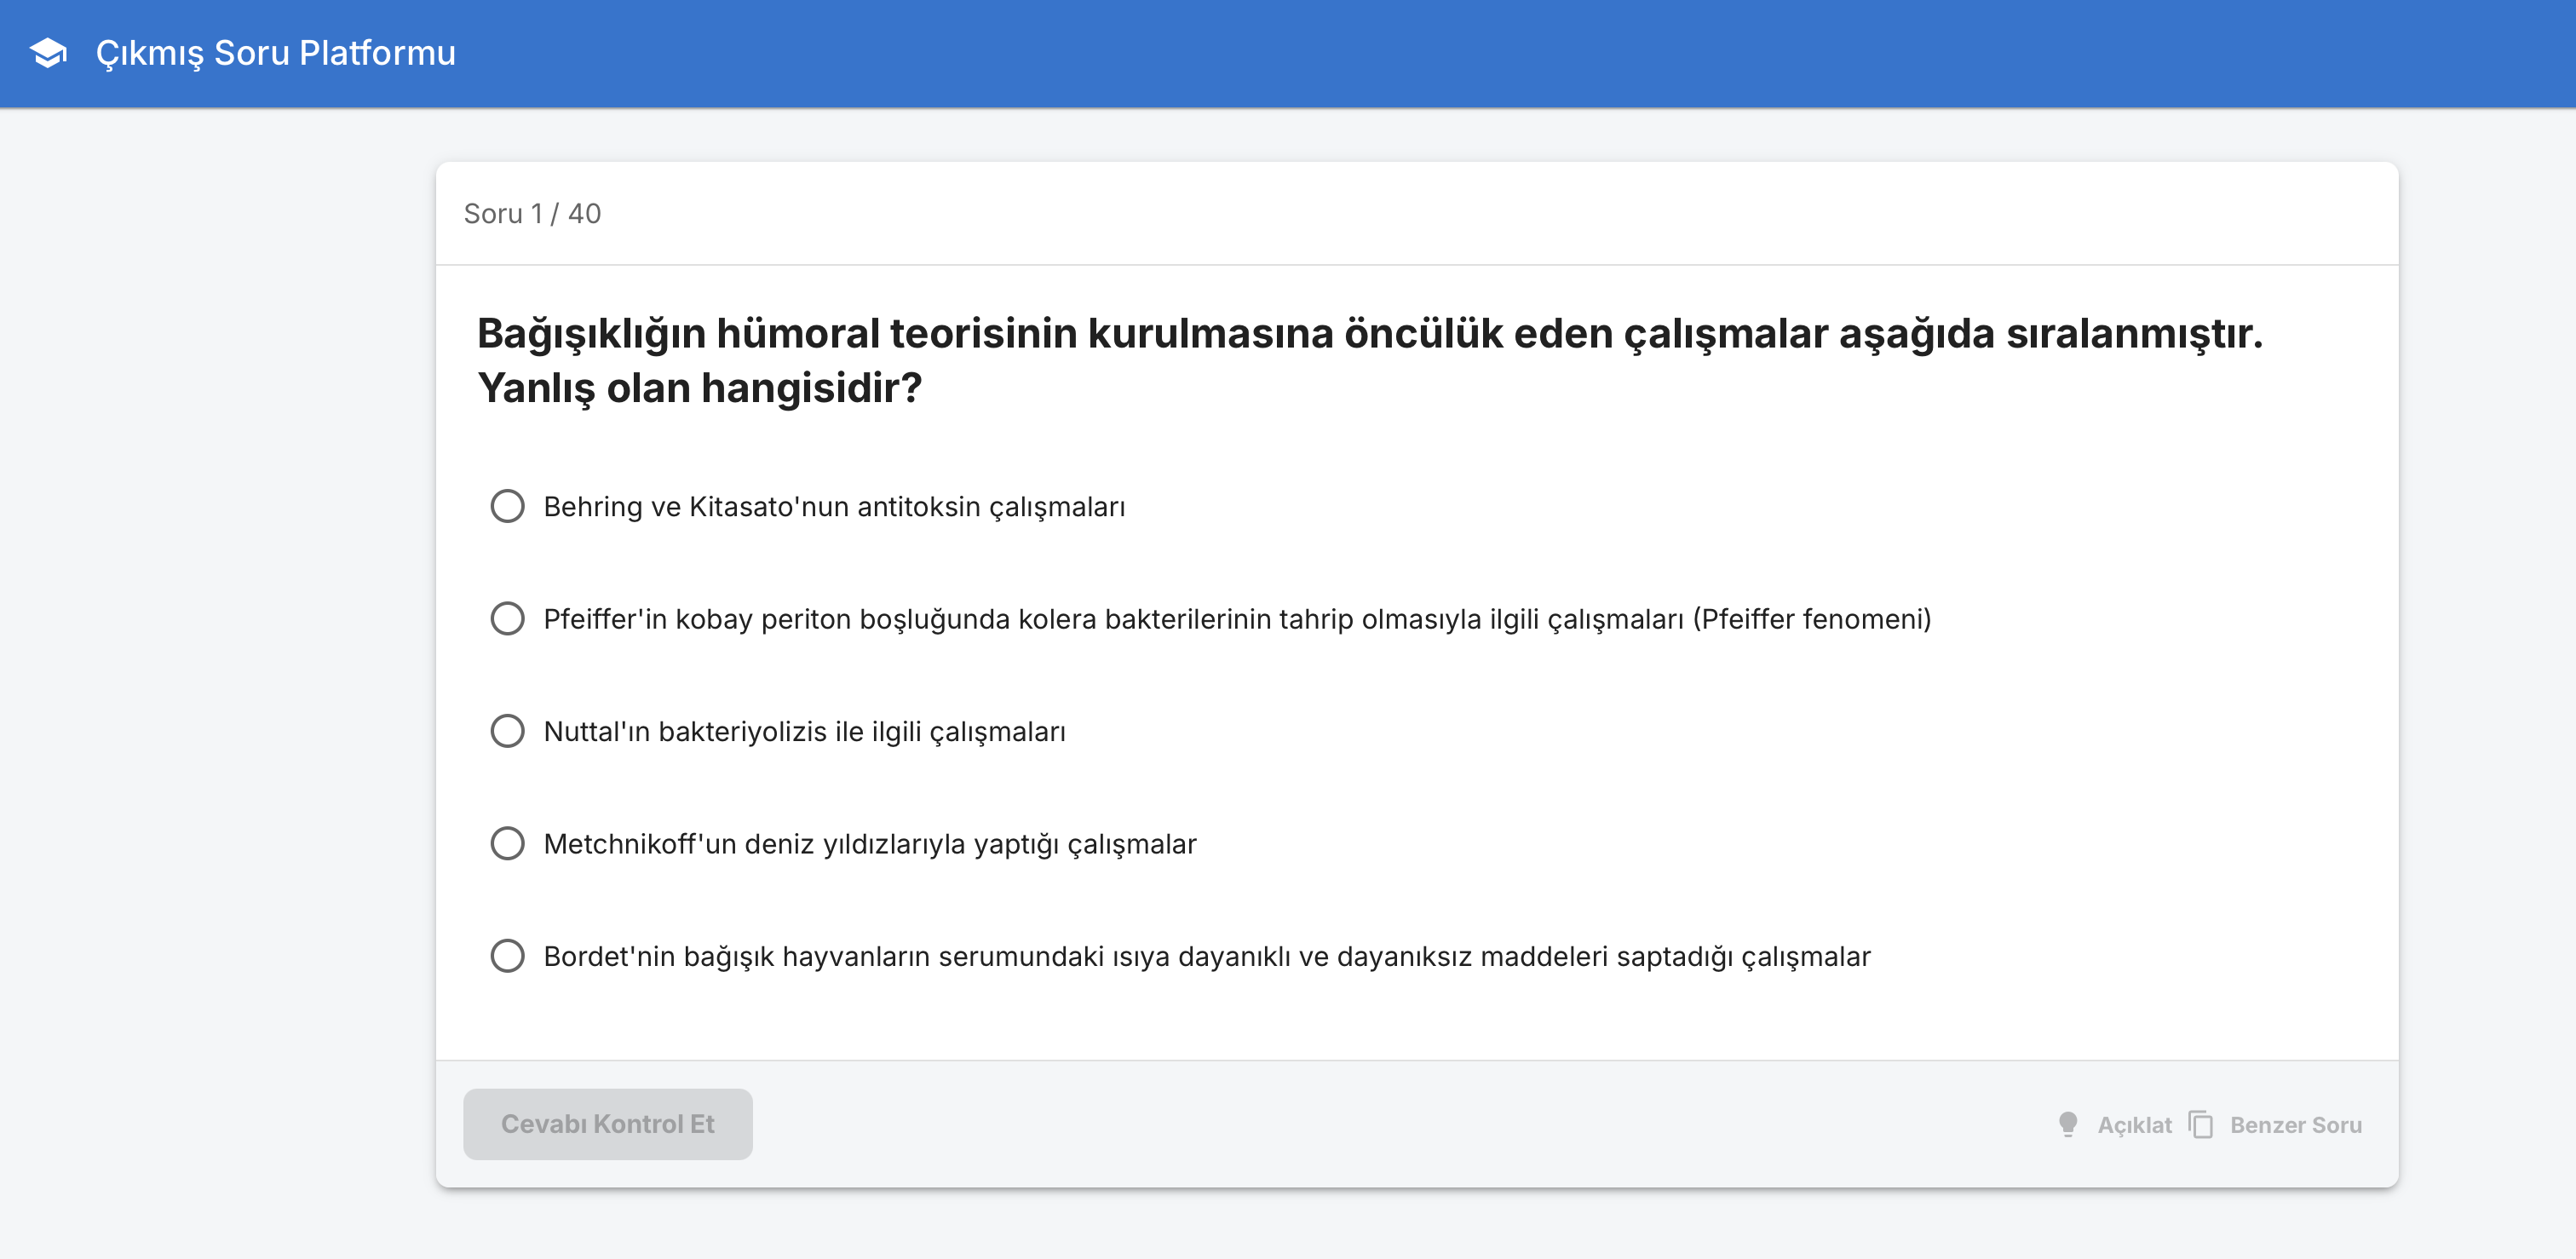 Çıkmış Soru Platformu
Soru 1 / 40
Bağışıklığın hümoral teorisinin kurulmasına öncülük eden çalışmalar aşağıda sıralanmıştır.
Yanlış olan hangisidir?
Behring ve Kitasato'nun antitoksin çalışmaları
Pfeiffer'in kobay periton boşluğunda kolera bakterilerinin tahrip olmasıyla ilgili çalışmaları (Pfeiffer fenomeni)
Nuttal'ın bakteriyolizis ile ilgili çalışmaları
Metchnikoff'un deniz yıldızlarıyla yaptığı çalışmalar
Bordet'nin bağışık hayvanların serumundaki ısıya dayanıklı ve dayanıksız maddeleri saptadığı çalışmalar
Cevabı Kontrol Et
Açıklat
Benzer Soru